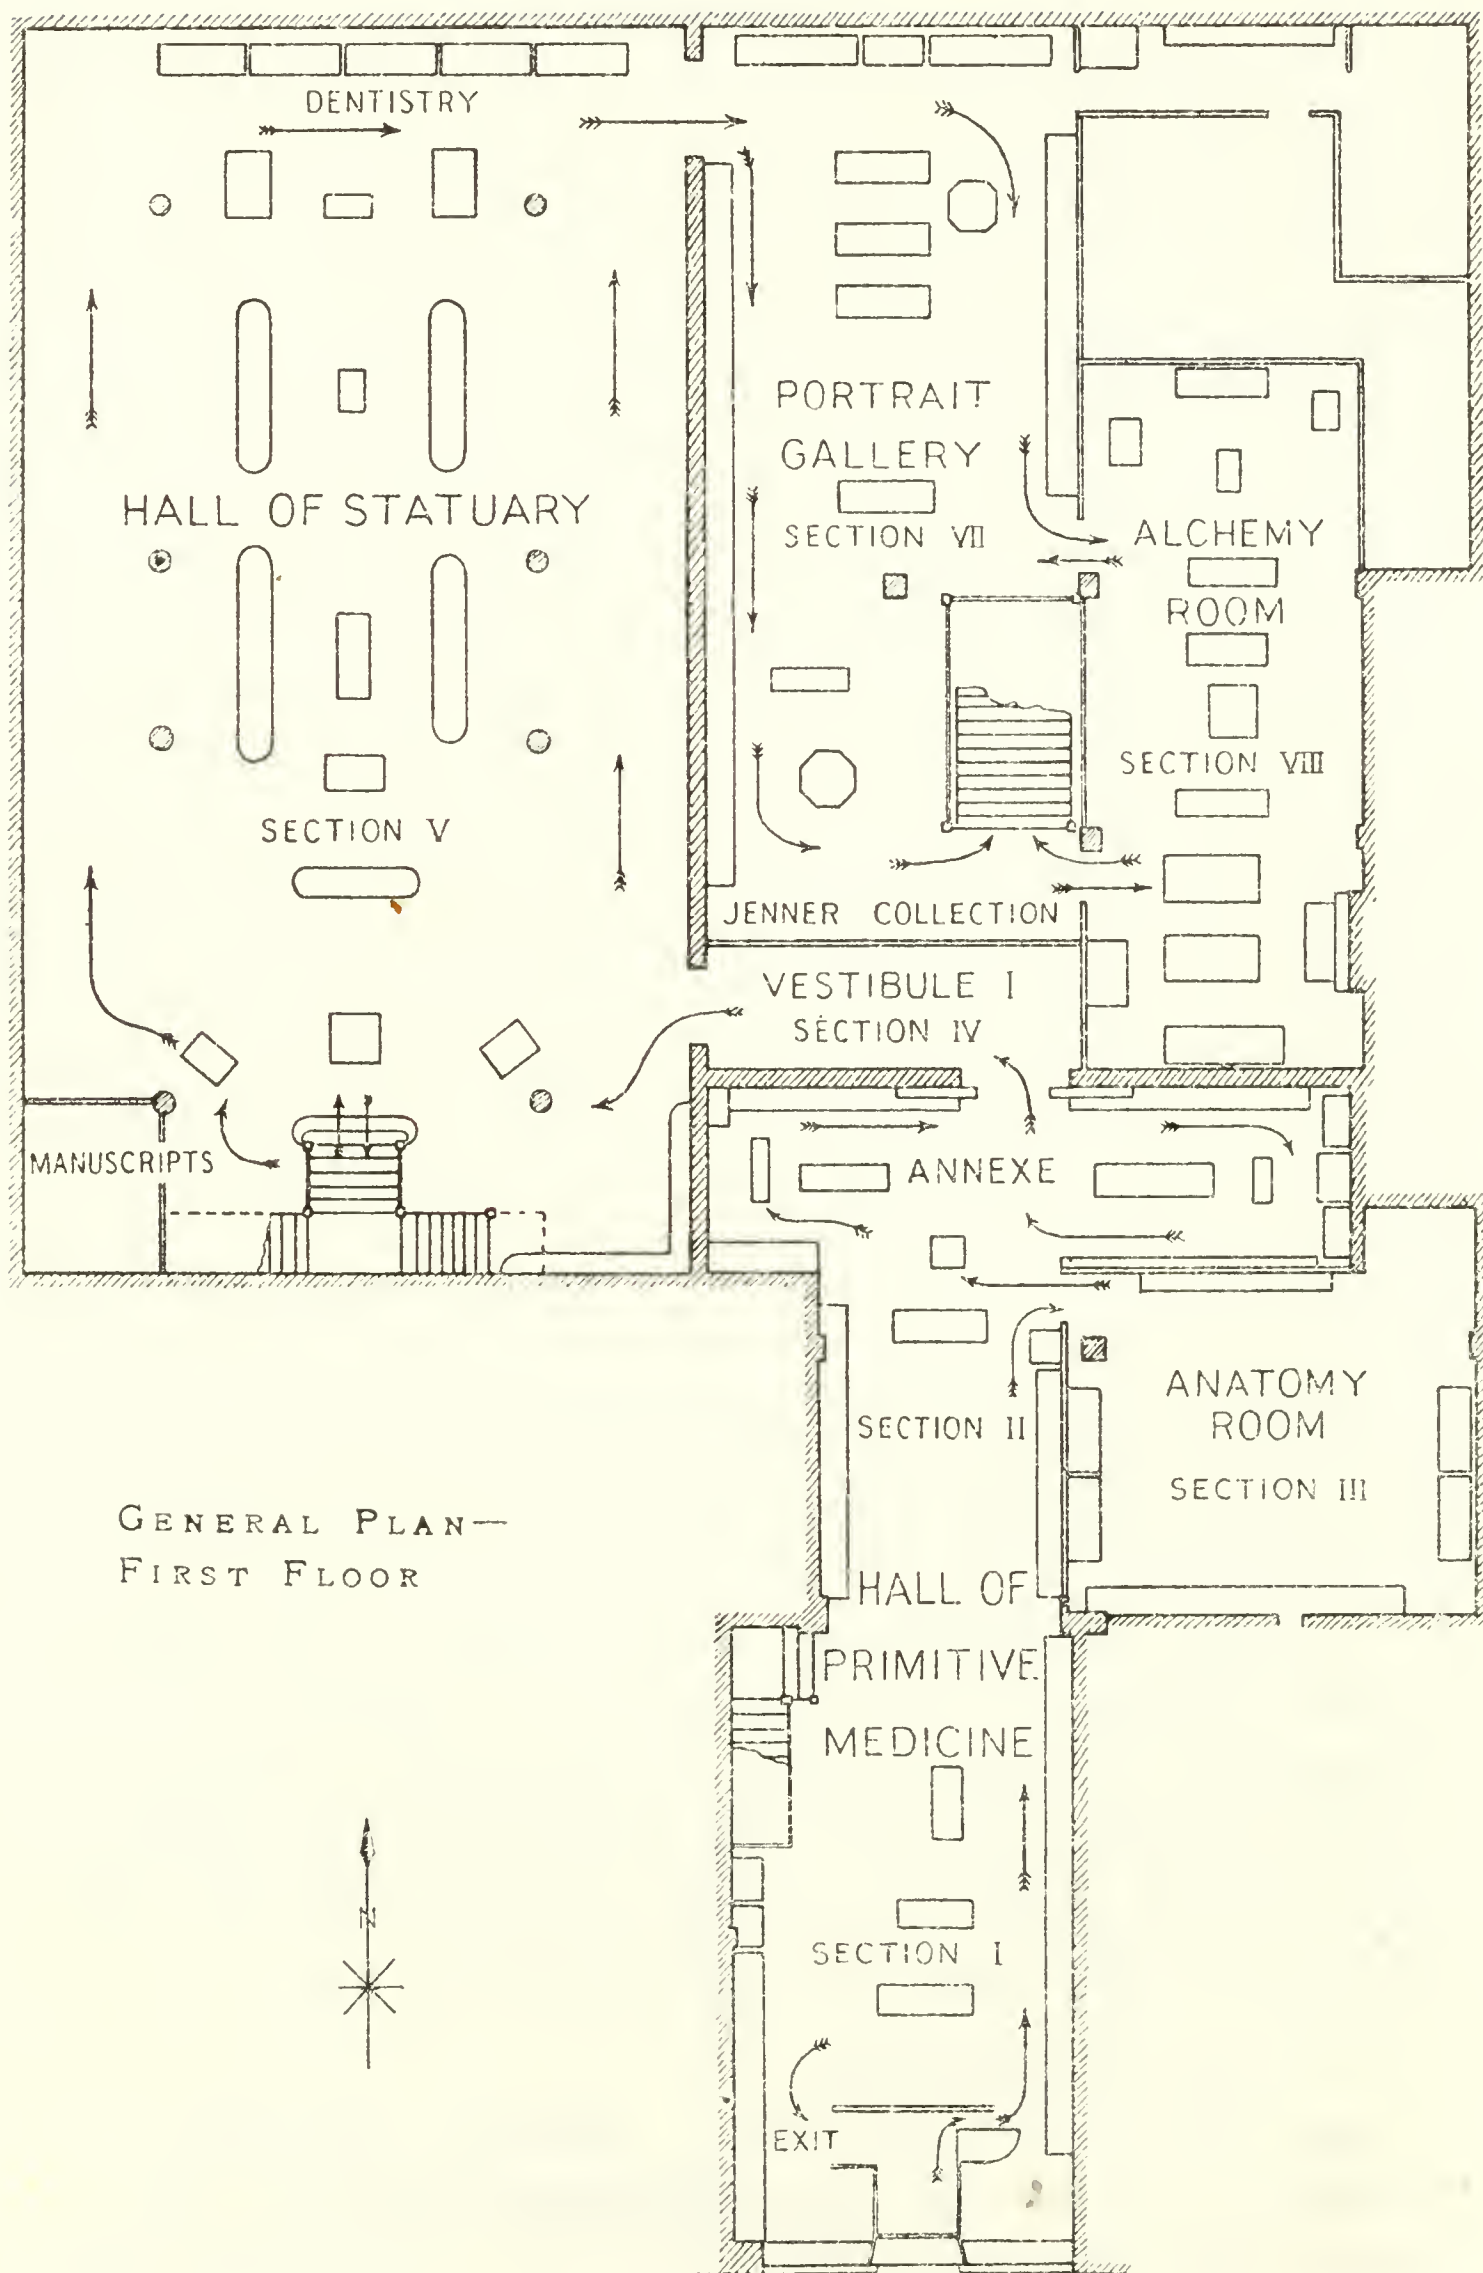 DENTISTRY
PORTRAIT
GALLERY
SECTION VII
HALL OF STATUARY
ALCHEMY
ROOM
SECTION VIII
SECTION V
JENNER COLLECTION
VESTIBULE I
SECTION IV
MANUSCRIPTS
ANNEXE
SECTION II
ANATOMY
ROOM
SECTION III
GENERAL PLAN—
FIRST FLOOR
HALL OF
PRIMITIVE
MEDICINE
N
SECTION I
EXIT